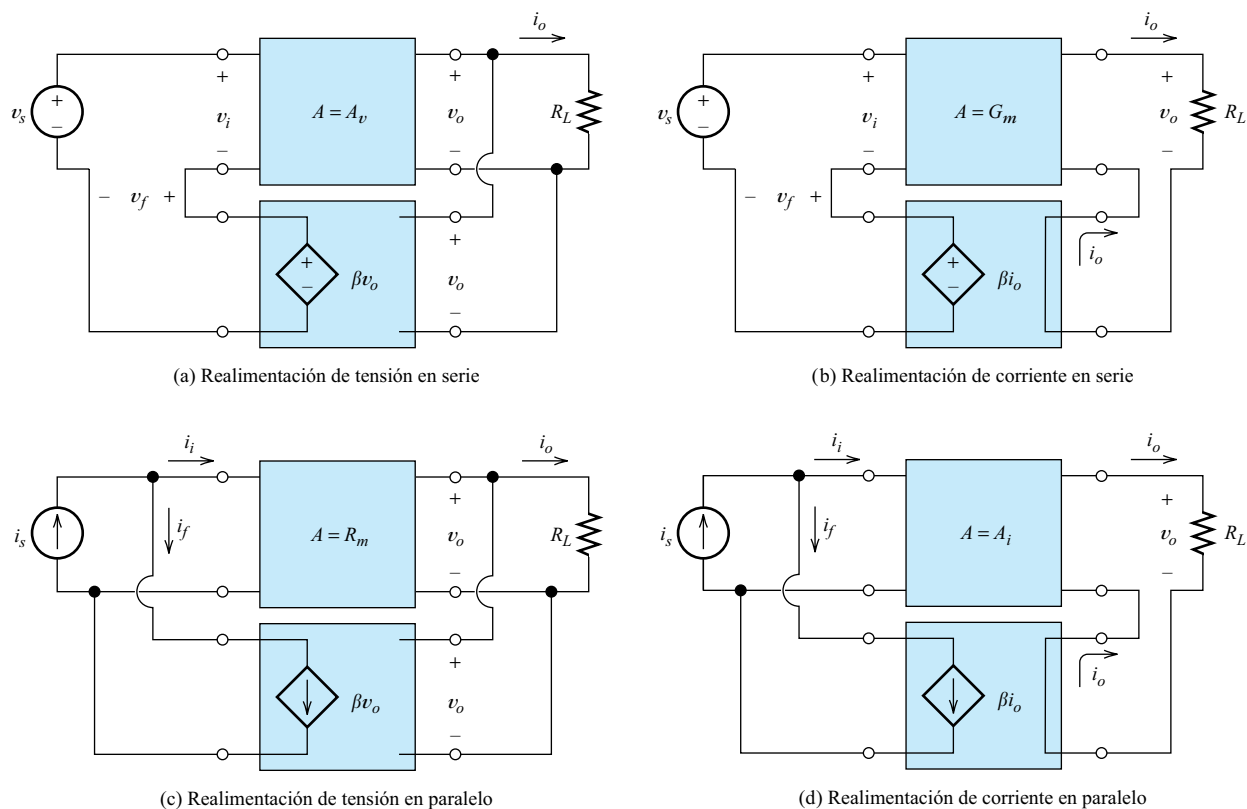 i_o
+ + +
v_s v_i A = A_v v_o R_L
− − −
− v_f +
+ − βv_o + v_o −
(a) Realimentación de tensión en serie
i_o
+ + +
v_s v_i A = G_m v_o R_L
− − −
− v_f +
+ − βi_o i_o
(b) Realimentación de corriente en serie
i_i i_o
i_s i_f A = R_m + v_o − R_L
βv_o + v_o −
(c) Realimentación de tensión en paralelo
i_i i_o
i_s i_f A = A_i + v_o − R_L
βi_o i_o
(d) Realimentación de corriente en paralelo